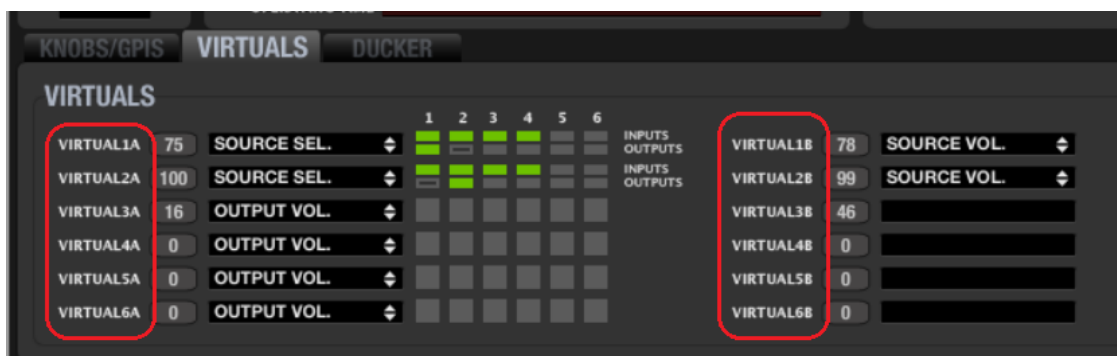 KNOBS/GPIS VIRTUALS DUCKER
VIRTUALS
1 2 3 4 5 6
VIRTUAL1A 75 SOURCE SEL. INPUTS OUTPUTS VIRTUAL1B 78 SOURCE VOL.
VIRTUAL2A 100 SOURCE SEL. INPUTS OUTPUTS VIRTUAL2B 99 SOURCE VOL.
VIRTUAL3A 16 OUTPUT VOL. VIRTUAL3B 46
VIRTUAL4A 0 OUTPUT VOL. VIRTUAL4B 0
VIRTUAL5A 0 OUTPUT VOL. VIRTUAL5B 0
VIRTUAL6A 0 OUTPUT VOL. VIRTUAL6B 0